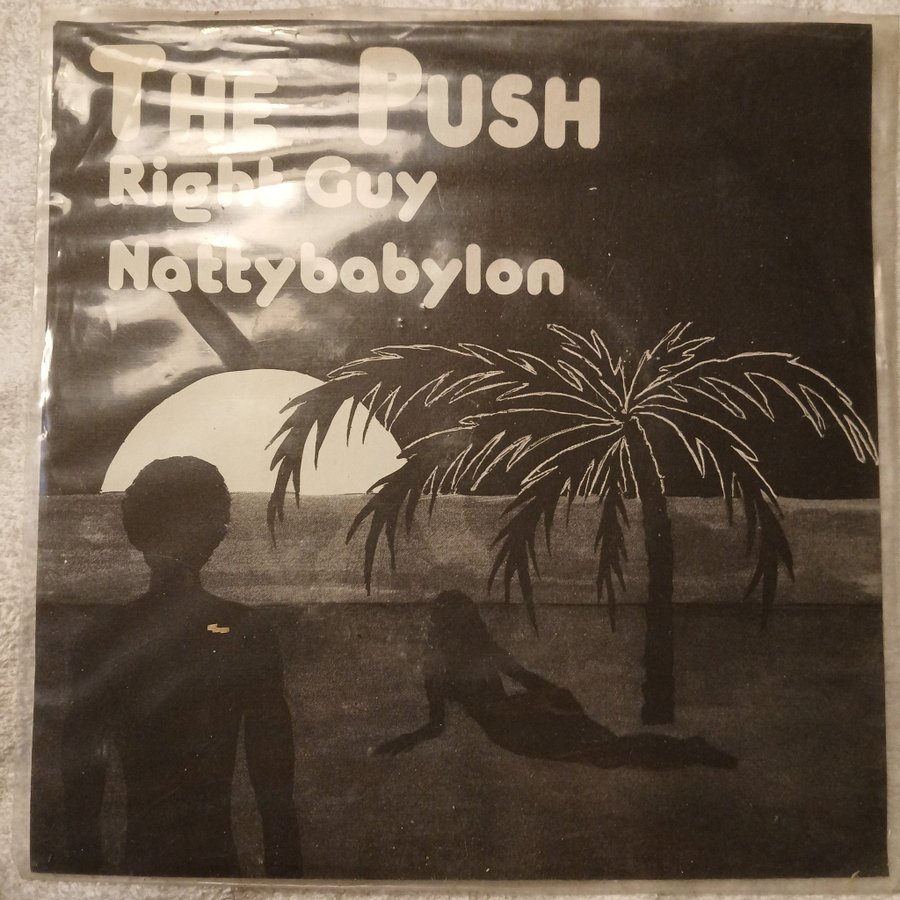 The Push
Right Guy
Nattybabylon